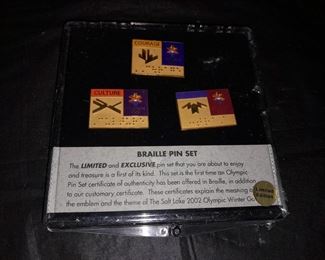 COURAGE
CULTURE
BRAILLE PIN SET
The LIMITED and EXCLUSIVE pin set that you are about to enjoy
and treasure is a first of its kind. This set is the first time an Olympic
Pin Set certificate of authenticity has been offered in Braille, in addition
to our customary certificate. These certificates explain the meaning of
the emblem and the theme of The Salt Lake 2002 Olympic Winter
Limited
Edition